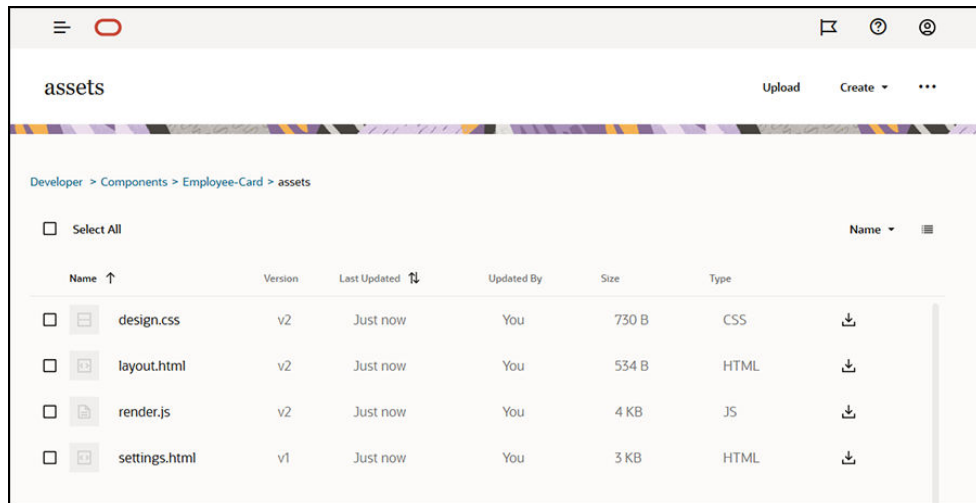 assets
Upload Create
Developer > Components > Employee-Card > assets
Select All Name
Name Version Last Updated Updated By Size Type
design.css v2 Just now You 730 B CSS
layout.html v2 Just now You 534 B HTML
render.js v2 Just now You 4 KB JS
settings.html v1 Just now You 3 KB HTML